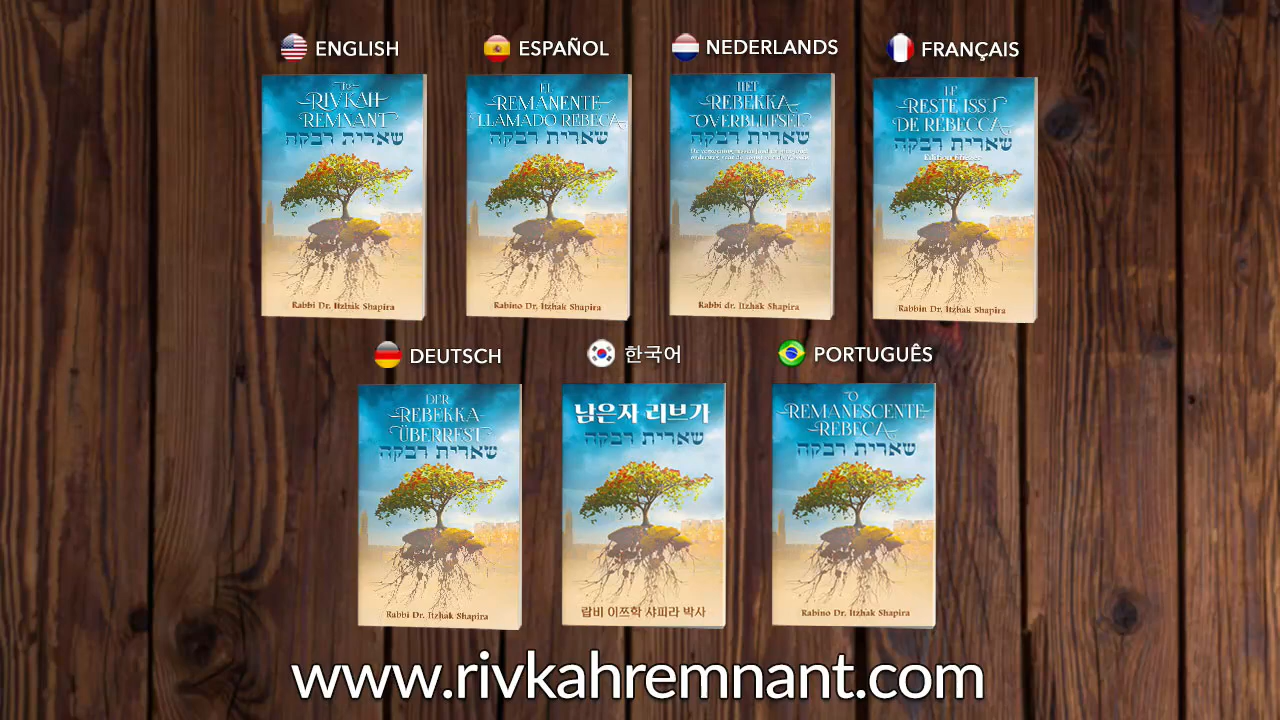 ENGLISH
RIVKAH
REMNANT
שארית רבקה
Rabbi Dr. Itzhak Shapira
ESPAÑOL
EL
REMANENTE
LLAMADO REBECA
שארית רבקה
Rabino Dr. Itzhak Shapira
NEDERLANDS
HET
REBEKKA
OVERBLIJFSEL
שארית רבקה
Rabbi dr. Itzhak Shapira
FRANÇAIS
LE
RESTE ISSU
DE REBECCA
שארית רבקה
Rabbin Dr. Itzhak Shapira
DEUTSCH
DER
REBEKKA
ÜBERREST
שארית רבקה
Rabbi Dr. Itzhak Shapira
한국어
남은자 리브가
שארית רבקה
랍비 이쯔학 샤피라 박사
PORTUGUÊS
O
REMANESCENTE
REBECA
שארית רבקה
Rabino Dr. Itzhak Shapira
www.rivkahremnant.com